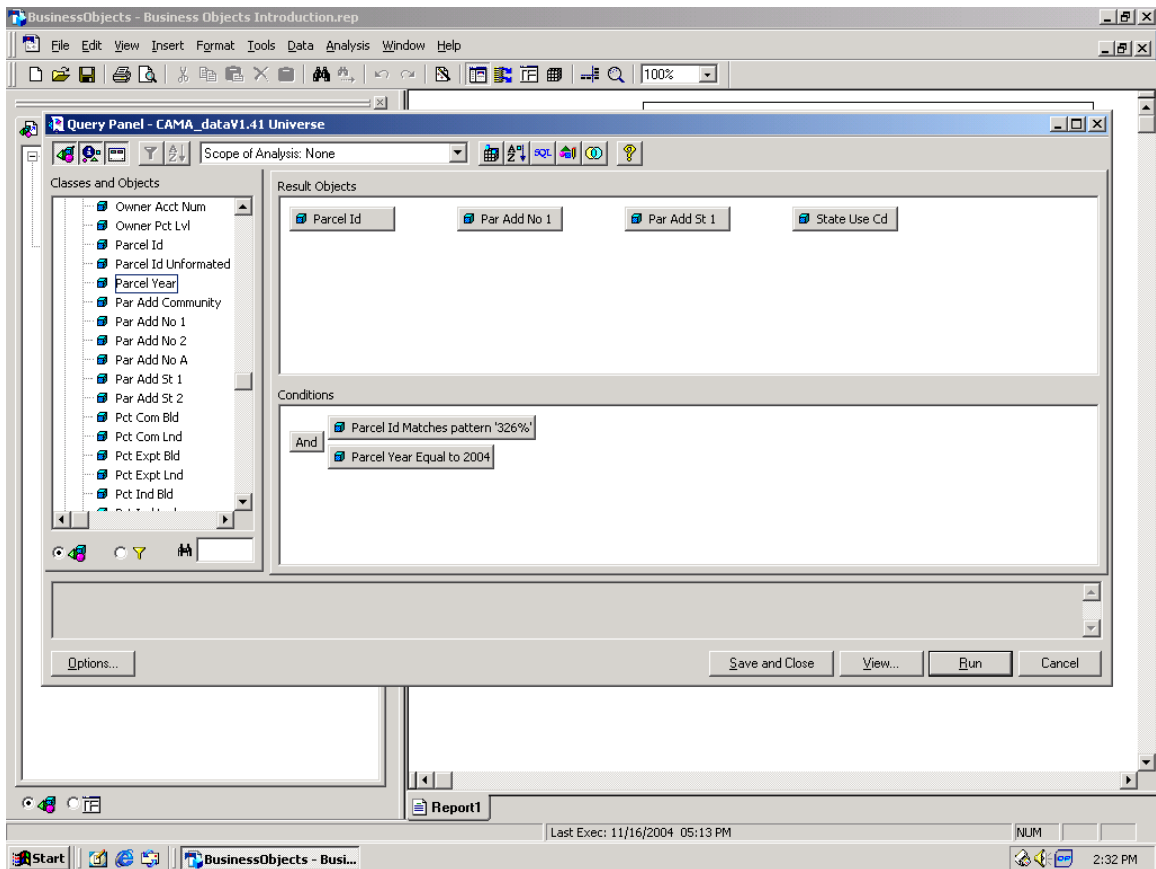 BusinessObjects - Business Objects Introduction.rep
File Edit View Insert Format Tools Data Analysis Window Help
100%
Query Panel - CAMA_dataV1.41 Universe
Scope of Analysis: None
SQL
Classes and Objects
Owner Acct Num
Owner Pct Lvl
Parcel Id
Parcel Id Unformated
Parcel Year
Par Add Community
Par Add No 1
Par Add No 2
Par Add No A
Par Add St 1
Par Add St 2
Pct Com Bld
Pct Com Lnd
Pct Expt Bld
Pct Expt Lnd
Pct Ind Bld
Result Objects
Parcel Id Par Add No 1 Par Add St 1 State Use Cd
Conditions
And
Parcel Id Matches pattern '326%'
Parcel Year Equal to 2004
Options... Save and Close View... Run Cancel
Report1
Last Exec: 11/16/2004 05:13 PM NUM
Start BusinessObjects - Busi... 2:32 PM